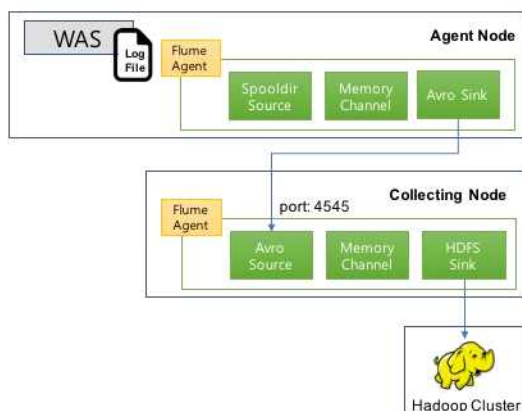 WAS
Log
File
Agent Node
Flume
Agent
Spooldir
Source
Memory
Channel
Avro Sink
Collecting Node
port: 4545
Flume
Agent
Avro
Source
Memory
Channel
HDFS
Sink
Hadoop Cluster